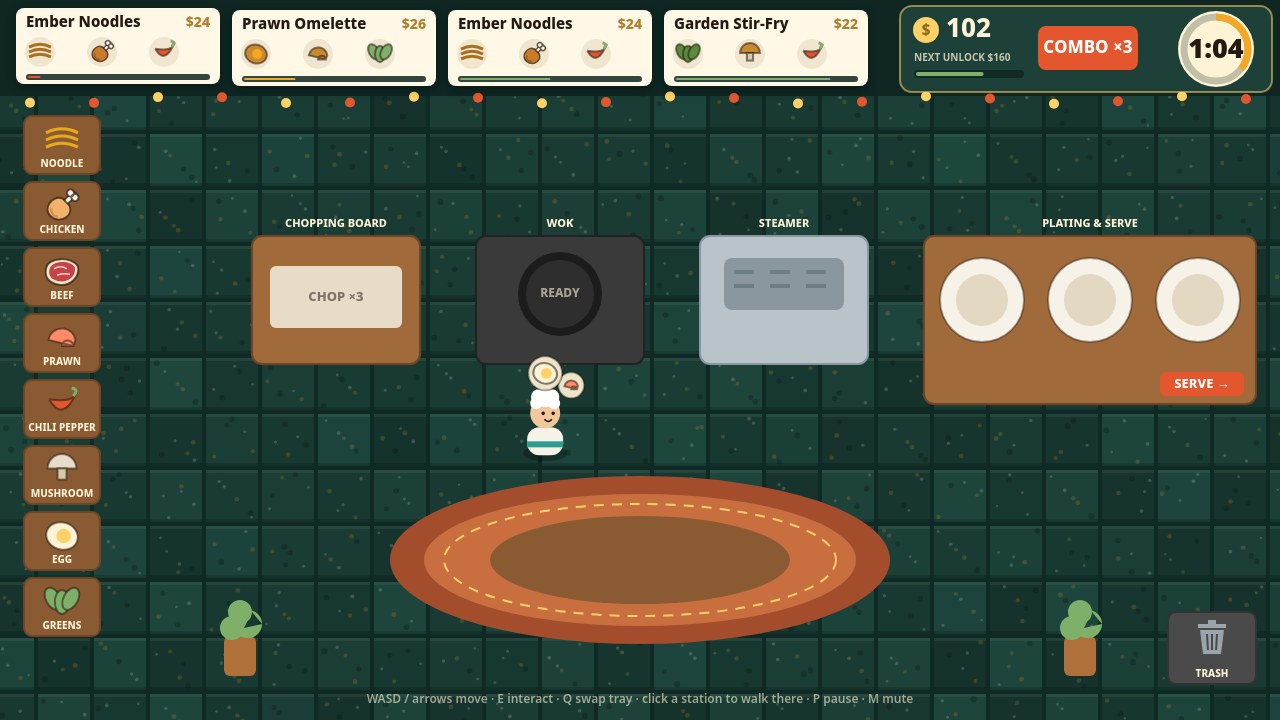 Ember Noodles $24
Prawn Omelette $26
Ember Noodles $24
Garden Stir-Fry $22
$ 102
NEXT UNLOCK $160
COMBO ×3
1:04
NOODLE
CHICKEN
BEEF
PRAWN
CHILI PEPPER
MUSHROOM
EGG
GREENS
CHOPPING BOARD
CHOP ×3
WOK
READY
STEAMER
PLATING & SERVE
SERVE →
TRASH
WASD / arrows move · E interact · Q swap tray · click a station to walk there · P pause · M mute